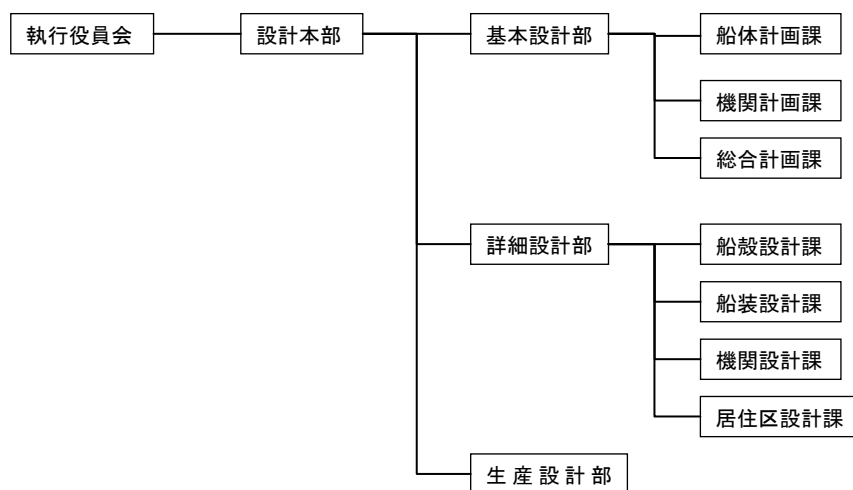 執行役員会
設計本部
基本設計部
船体計画課
機関計画課
総合計画課
詳細設計部
船殻設計課
船装設計課
機関設計課
居住区設計課
生産設計部